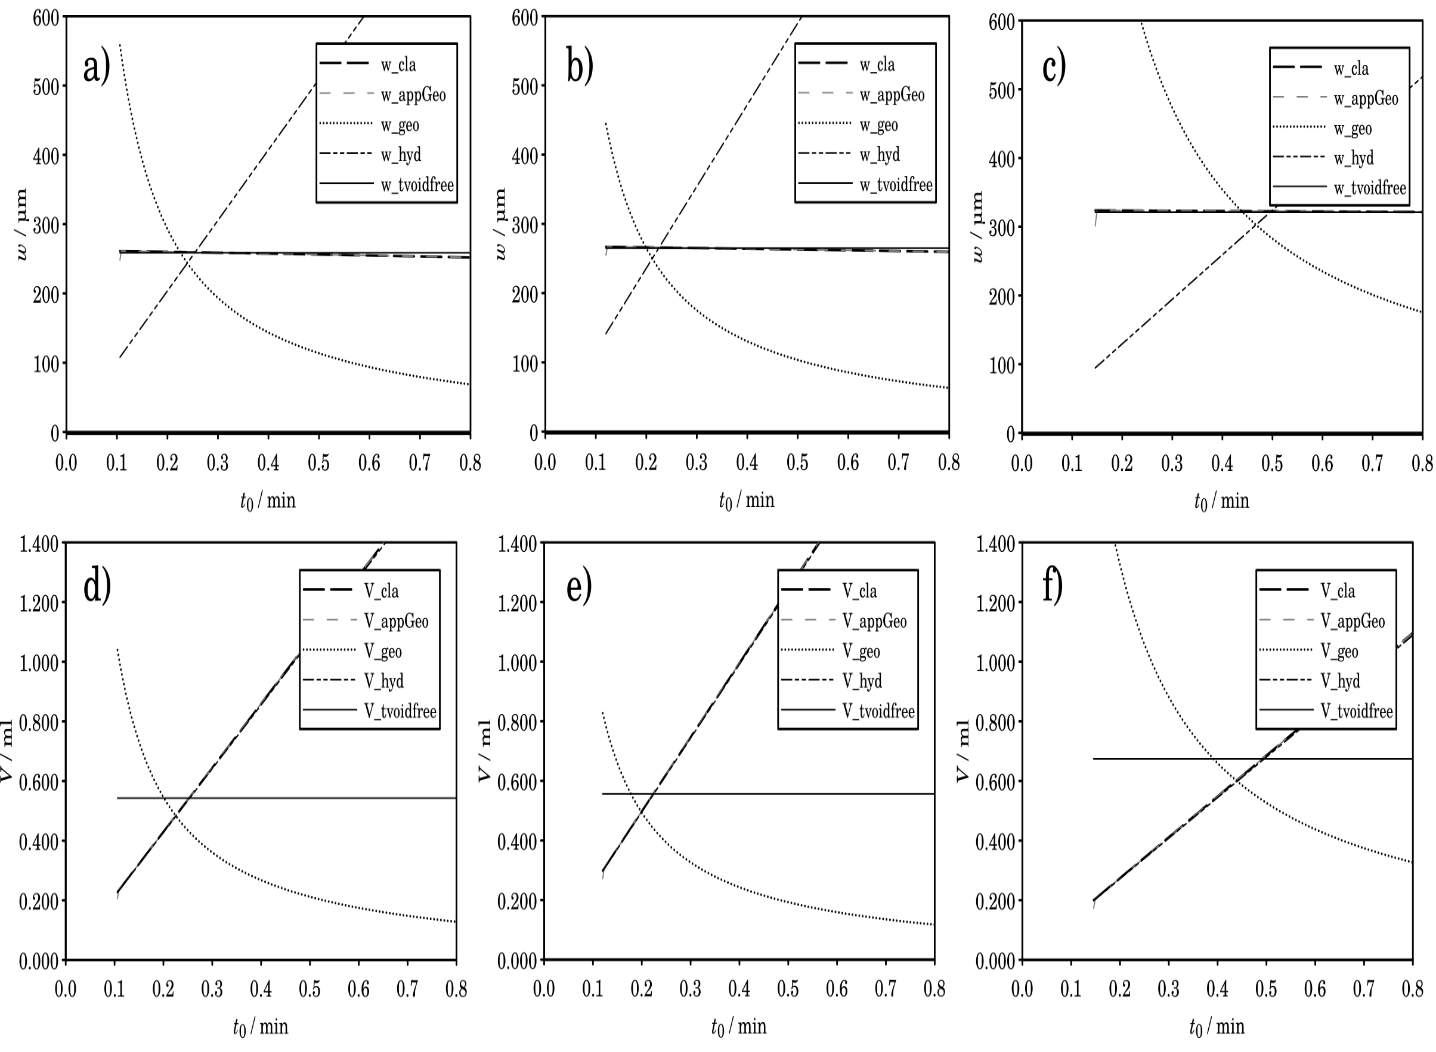 a)
600
500
400
300
200
100
0
w / µm
w_cla
w_appGeo
w_geo
w_hyd
w_tvoidfree
0.0 0.1 0.2 0.3 0.4 0.5 0.6 0.7 0.8
t0 / min
b)
600
500
400
300
200
100
0
w / µm
w_cla
w_appGeo
w_geo
w_hyd
w_tvoidfree
0.0 0.1 0.2 0.3 0.4 0.5 0.6 0.7 0.8
t0 / min
c)
600
500
400
300
200
100
0
w / µm
w_cla
w_appGeo
w_geo
w_hyd
w_tvoidfree
0.0 0.1 0.2 0.3 0.4 0.5 0.6 0.7 0.8
t0 / min
d)
1.400
1.200
1.000
0.800
0.600
0.400
0.200
0.000
V / ml
V_cla
V_appGeo
V_geo
V_hyd
V_tvoidfree
0.0 0.1 0.2 0.3 0.4 0.5 0.6 0.7 0.8
t0 / min
e)
1.400
1.200
1.000
0.800
0.600
0.400
0.200
0.000
V / ml
V_cla
V_appGeo
V_geo
V_hyd
V_tvoidfree
0.0 0.1 0.2 0.3 0.4 0.5 0.6 0.7 0.8
t0 / min
f)
1.400
1.200
1.000
0.800
0.600
0.400
0.200
0.000
V / ml
V_cla
V_appGeo
V_geo
V_hyd
V_tvoidfree
0.0 0.1 0.2 0.3 0.4 0.5 0.6 0.7 0.8
t0 / min